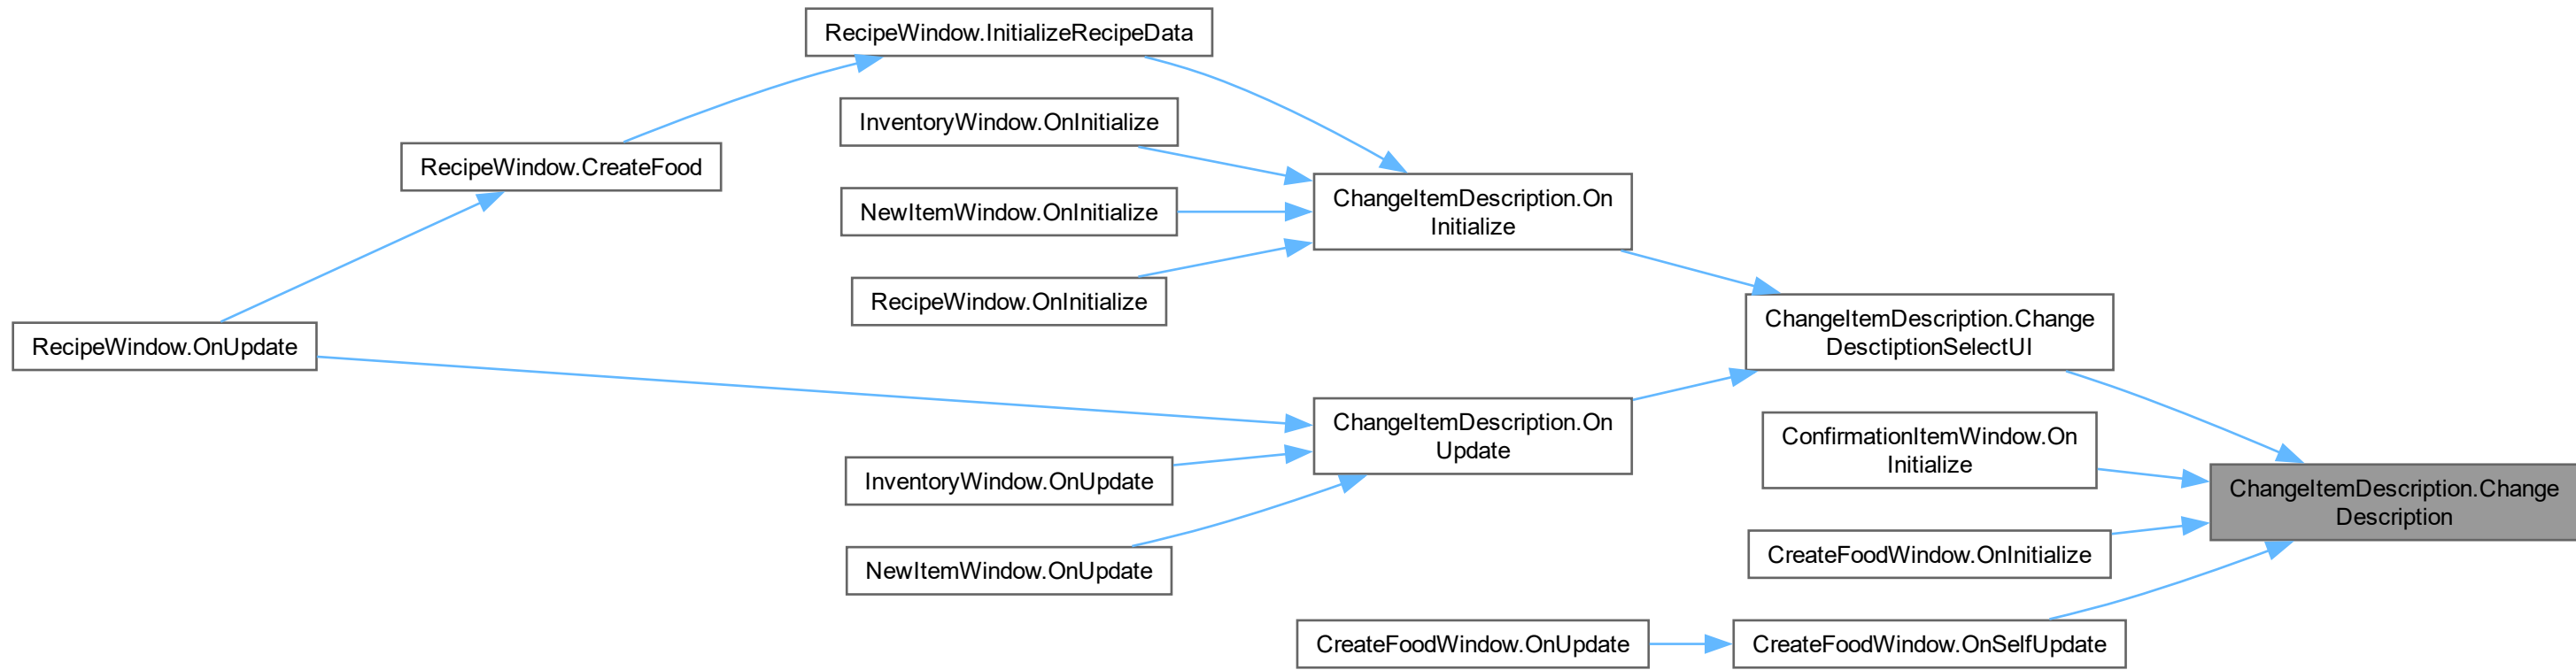 RecipeWindow.InitializeRecipeData
InventoryWindow.OnInitialize
RecipeWindow.CreateFood
NewItemWindow.OnInitialize
ChangeItemDescription.On
Initialize
RecipeWindow.OnInitialize
ChangeItemDescription.Change
DesctiptionSelectUI
RecipeWindow.OnUpdate
ChangeItemDescription.On
Update
ConfirmationItemWindow.On
Initialize
InventoryWindow.OnUpdate
ChangeItemDescription.Change
Description
CreateFoodWindow.OnInitialize
NewItemWindow.OnUpdate
CreateFoodWindow.OnUpdate
CreateFoodWindow.OnSelfUpdate